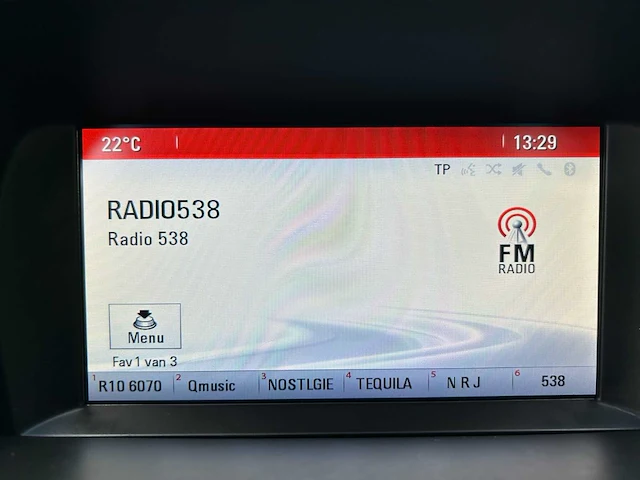 22°C 13:29
TP
RADIO538
Radio 538
FM
RADIO
Menu
Fav 1 van 3
1 R10 6070 2 Qmusic 3 NOSTLGIE 4 TEQUILA 5 N R J 6 538